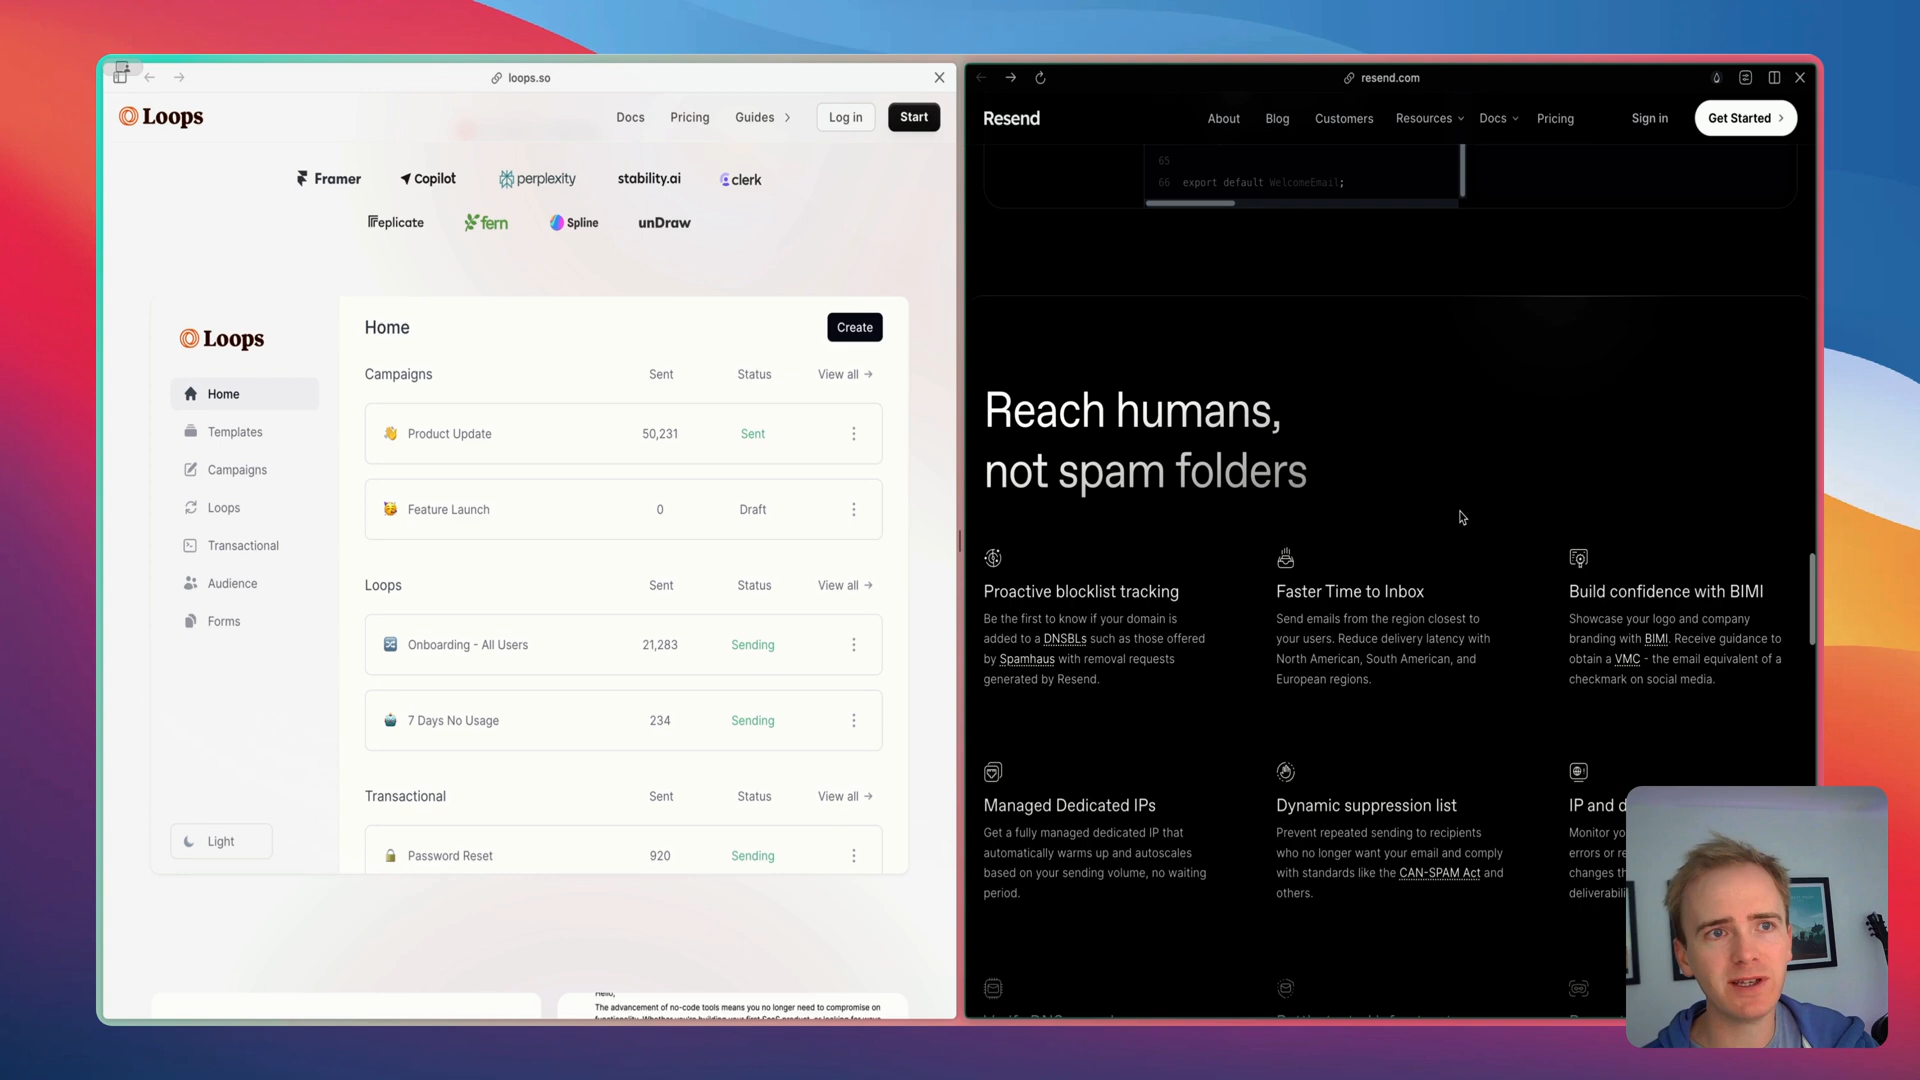 loops.so
Loops
Docs
Pricing
Guides
Log in
Start
Framer
Copilot
perplexity
stability.ai
clerk
Replicate
fern
Spline
unDraw
Loops
Home
Templates
Campaigns
Loops
Transactional
Audience
Forms
Light
Home
Create
Campaigns Sent Status View all →
Product Update 50,231 Sent
Feature Launch 0 Draft
Loops Sent Status View all →
Onboarding - All Users 21,283 Sending
7 Days No Usage 234 Sending
Transactional Sent Status View all →
Password Reset 920 Sending
Hello,
The advancement of no-code tools means you no longer need to compromise on
resend.com
Resend
About
Blog
Customers
Resources
Docs
Pricing
Sign in
Get Started
65
66 export default WelcomeEmail;
Reach humans,
not spam folders
Proactive blocklist tracking
Be the first to know if your domain is
added to a DNSBLs such as those offered
by Spamhaus with removal requests
generated by Resend.
Faster Time to Inbox
Send emails from the region closest to
your users. Reduce delivery latency with
North American, South American, and
European regions.
Build confidence with BIMI
Showcase your logo and company
branding with BIMI. Receive guidance to
obtain a VMC - the email equivalent of a
checkmark on social media.
Managed Dedicated IPs
Get a fully managed dedicated IP that
automatically warms up and autoscales
based on your sending volume, no waiting
period.
Dynamic suppression list
Prevent repeated sending to recipients
who no longer want your email and comply
with standards like the CAN-SPAM Act and
others.
IP and d
Monitor yo
errors or re
changes th
deliverabili